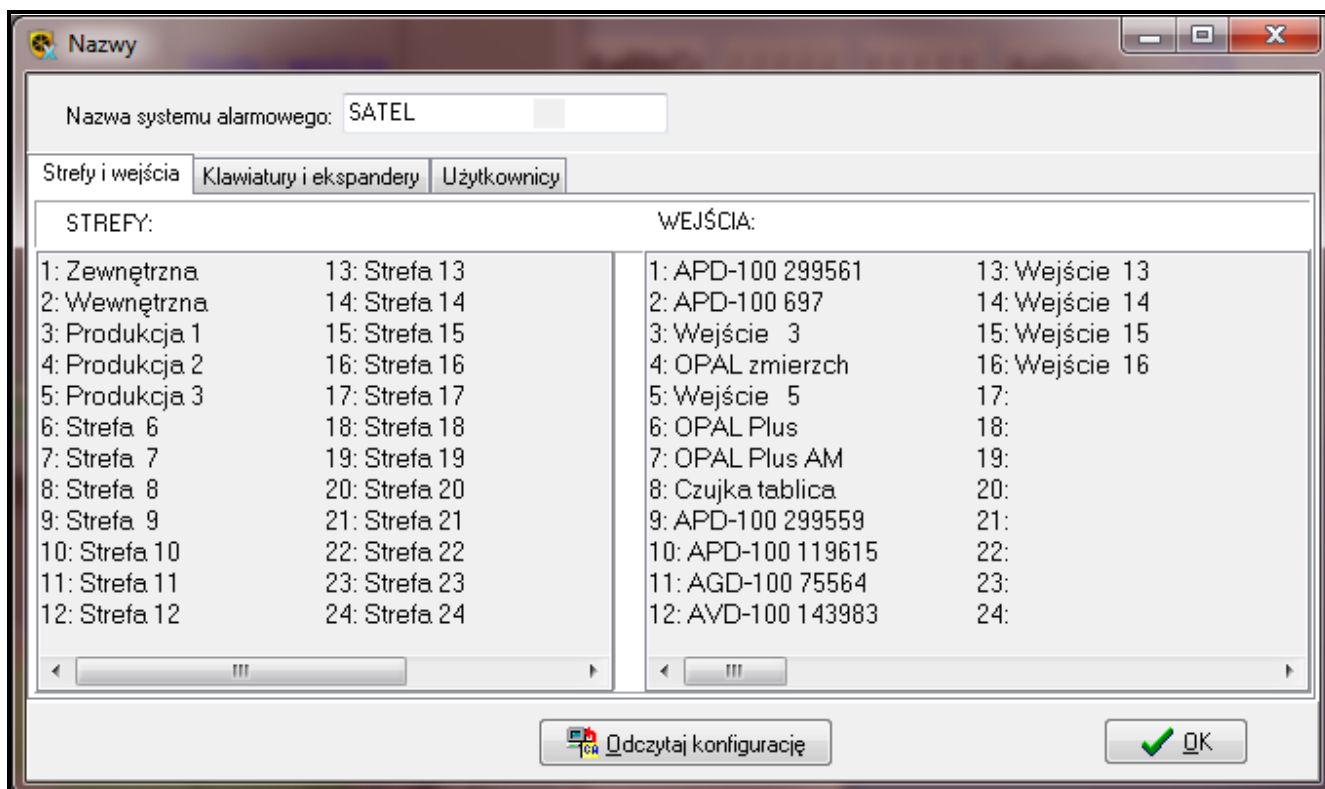 Nazwy
Nazwa systemu alarmowego: SATEL
Strefy i wejścia Klawiatury i ekspandery Użytkownicy
STREFY: WEJŚCIA:
1: Zewnętrzna 13: Strefa 13 1: APD-100 299561 13: Wejście 13
2: Wewnętrzna 14: Strefa 14 2: APD-100 697 14: Wejście 14
3: Produkcja 1 15: Strefa 15 3: Wejście 3 15: Wejście 15
4: Produkcja 2 16: Strefa 16 4: OPAL zmierzch 16: Wejście 16
5: Produkcja 3 17: Strefa 17 5: Wejście 5 17:
6: Strefa 6 18: Strefa 18 6: OPAL Plus 18:
7: Strefa 7 19: Strefa 19 7: OPAL Plus AM 19:
8: Strefa 8 20: Strefa 20 8: Czujka tablica 20:
9: Strefa 9 21: Strefa 21 9: APD-100 299559 21:
10: Strefa 10 22: Strefa 22 10: APD-100 119615 22:
11: Strefa 11 23: Strefa 23 11: AGD-100 75564 23:
12: Strefa 12 24: Strefa 24 12: AVD-100 143983 24:
Odczytaj konfigurację OK